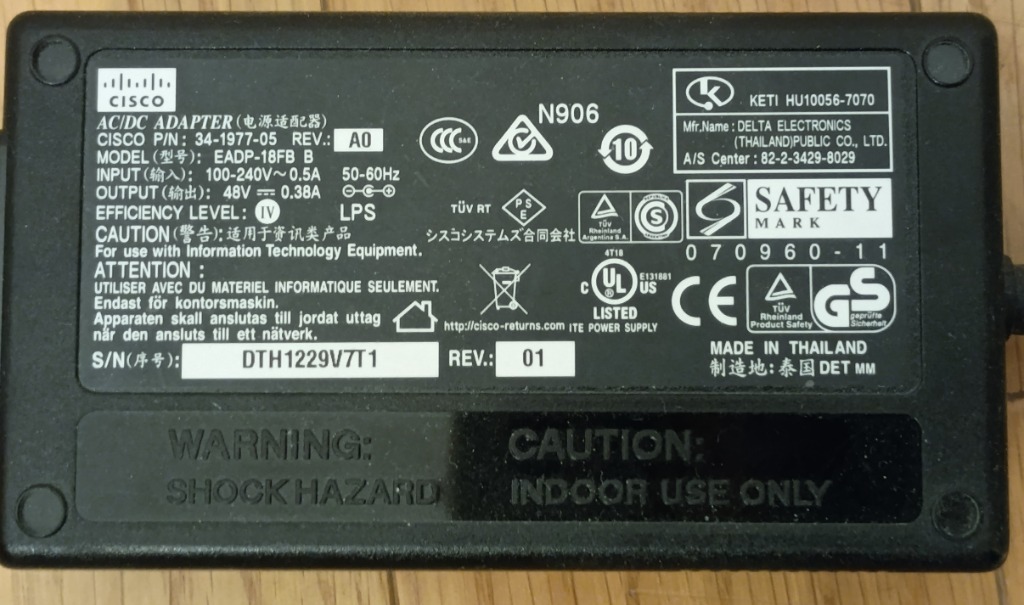 CISCO
AC/DC ADAPTER (电源适配器)
CISCO P/N: 34-1977-05 REV.: A0
MODEL (型号): EADP-18FB B
INPUT (输入): 100-240V~0.5A 50-60Hz
OUTPUT (输出): 48V ⎓ 0.38A
EFFICIENCY LEVEL: IV LPS
CAUTION (警告): 适用于资讯类产品
For use with Information Technology Equipment.
ATTENTION :
UTILISER AVEC DU MATERIEL INFORMATIQUE SEULEMENT.
Endast för kontorsmaskin.
Apparaten skall anslutas till jordat uttag
när den ansluts till ett nätverk.
S/N(序号): DTH1229V7T1 REV.: 01
CCC S&E
N906
10
TÜV RT
PSE
シスコシステムズ合同会社
http://cisco-returns.com
KETI HU10056-7070
Mfr.Name : DELTA ELECTRONICS
(THAILAND)PUBLIC CO., LTD.
A/S Center : 82-2-3429-8029
TÜV
Rheinland
Argentina S.A.
S
SAFETY
MARK
070960-11
4T18
C UL US E131881
LISTED
ITE POWER SUPPLY
CE
TÜV
Rheinland
Product Safety
GS
geprüfte
Sicherheit
MADE IN THAILAND
制造地: 泰国 DET MM
WARNING:
SHOCK HAZARD
CAUTION:
INDOOR USE ONLY